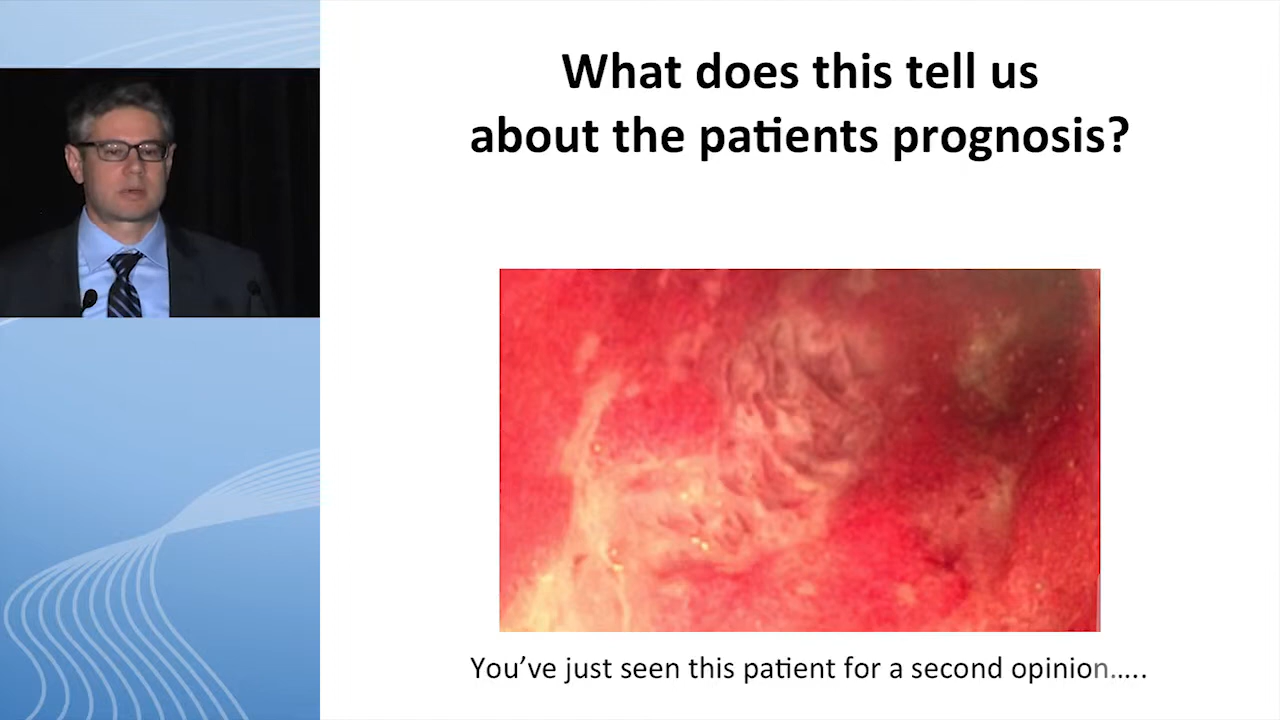 What does this tell us
about the patients prognosis?
You’ve just seen this patient for a second opinion…..